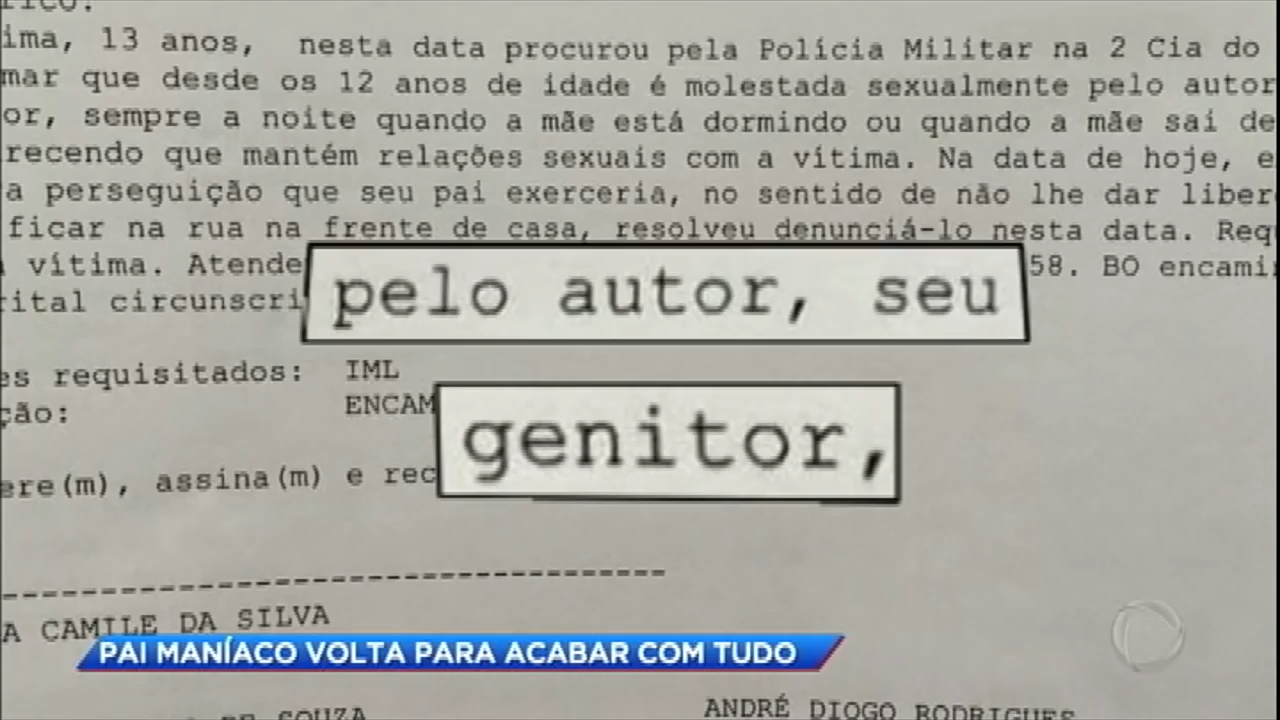 ima, 13 anos, nesta data procurou pela Polícia Militar na 2 Cia do
mar que desde os 12 anos de idade é molestada sexualmente pelo autor
or, sempre a noite quando a mãe está dormindo ou quando a mãe sai de
recendo que mantém relações sexuais com a vítima. Na data de hoje, e
a perseguição que seu pai exerceria, no sentido de não lhe dar liber
ficar na rua na frente de casa, resolveu denunciá-lo nesta data. Req
vítima. Atende 58. BO encami
pelo autor, seu
rital circunscri
es requisitados: IML
ção: ENCAM
genitor,
ere(m), assina(m) e rec
A CAMILE DA SILVA
PAI MANÍACO VOLTA PARA ACABAR COM TUDO
DE SOUZA ANDRÉ DIOGO RODRIGUES